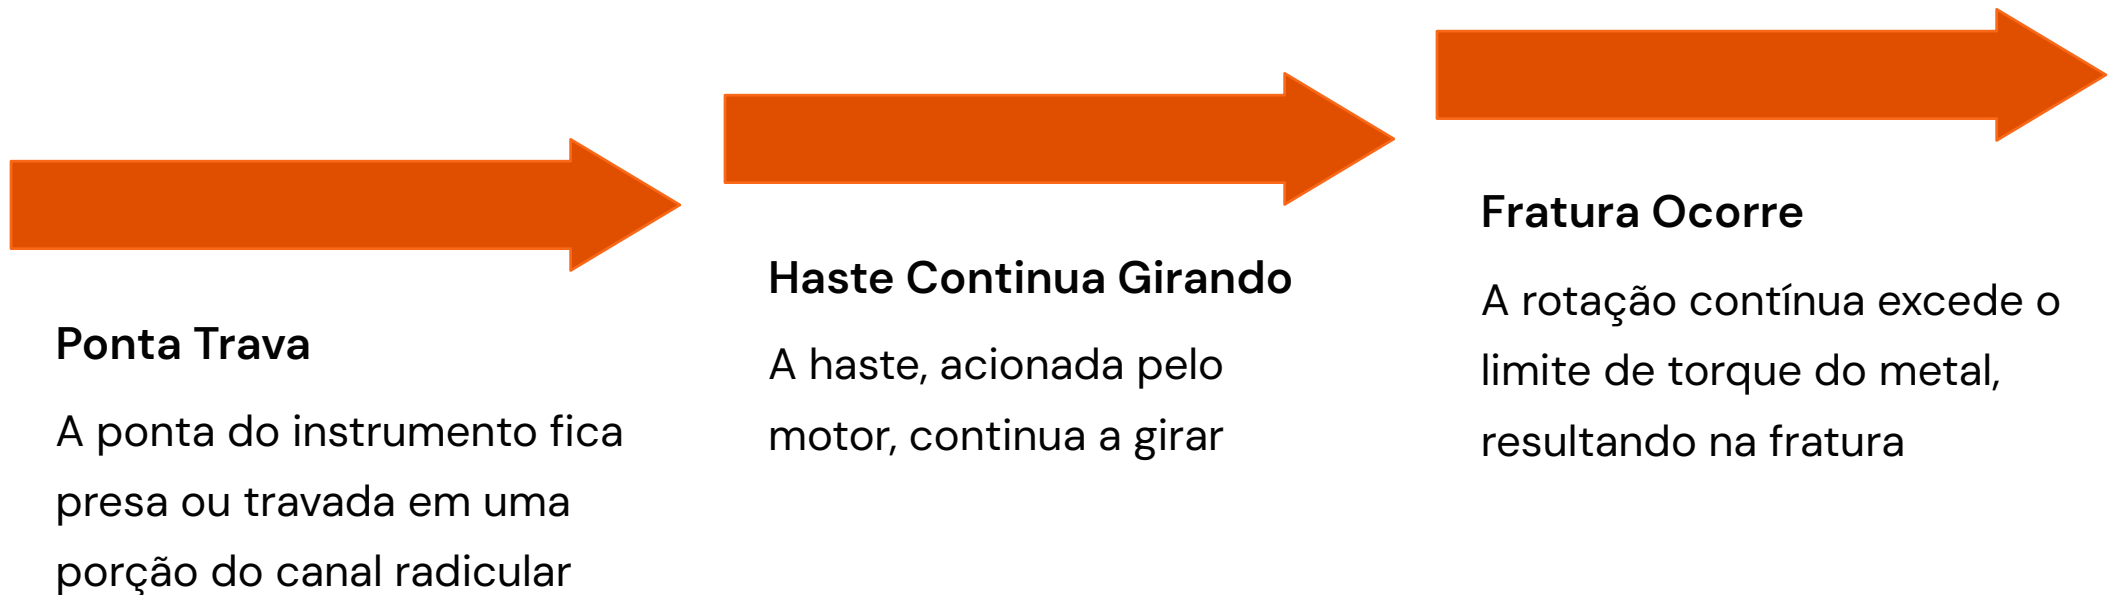 Ponta Trava
A ponta do instrumento fica
presa ou travada em uma
porção do canal radicular
Haste Continua Girando
A haste, acionada pelo
motor, continua a girar
Fratura Ocorre
A rotação contínua excede o
limite de torque do metal,
resultando na fratura